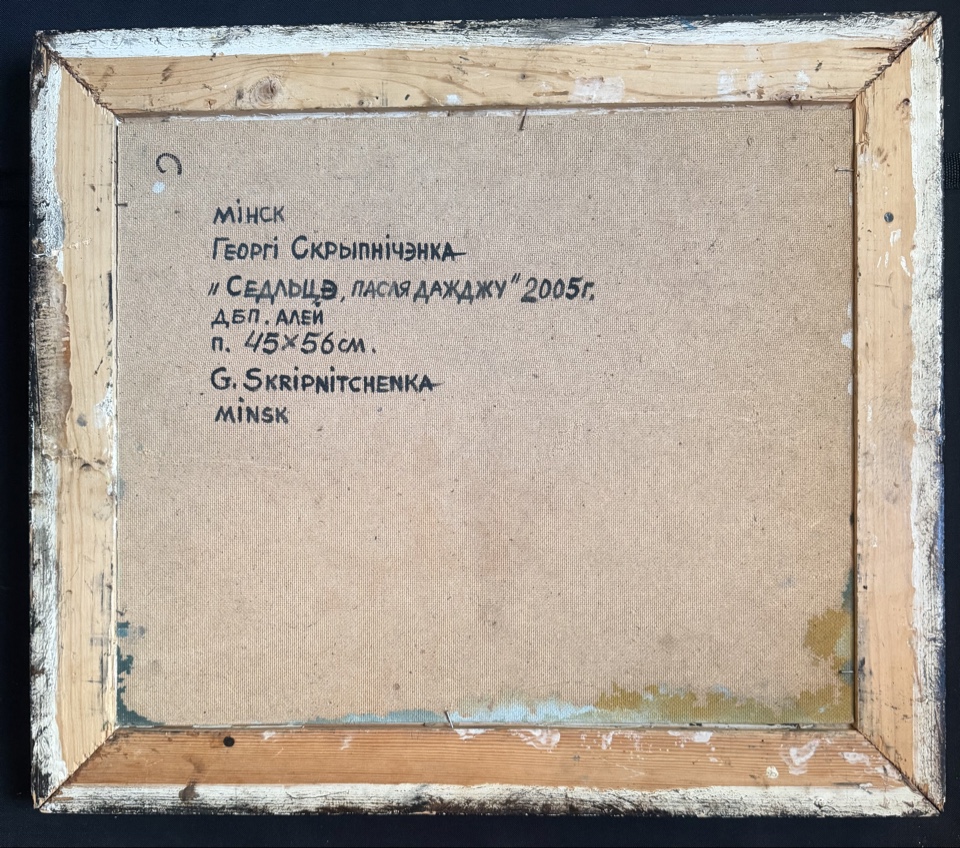 МіНСК
ГЕОРГі СКРЫПНіЧЭНКА
„СЕДЛЬЦЭ, ПАСЛЯ ДАЖДЖУ" 2005г.
ДБП. АЛЕЙ
п. 45×56см.
G. SKRiPNiTCHENKA
MiNSK